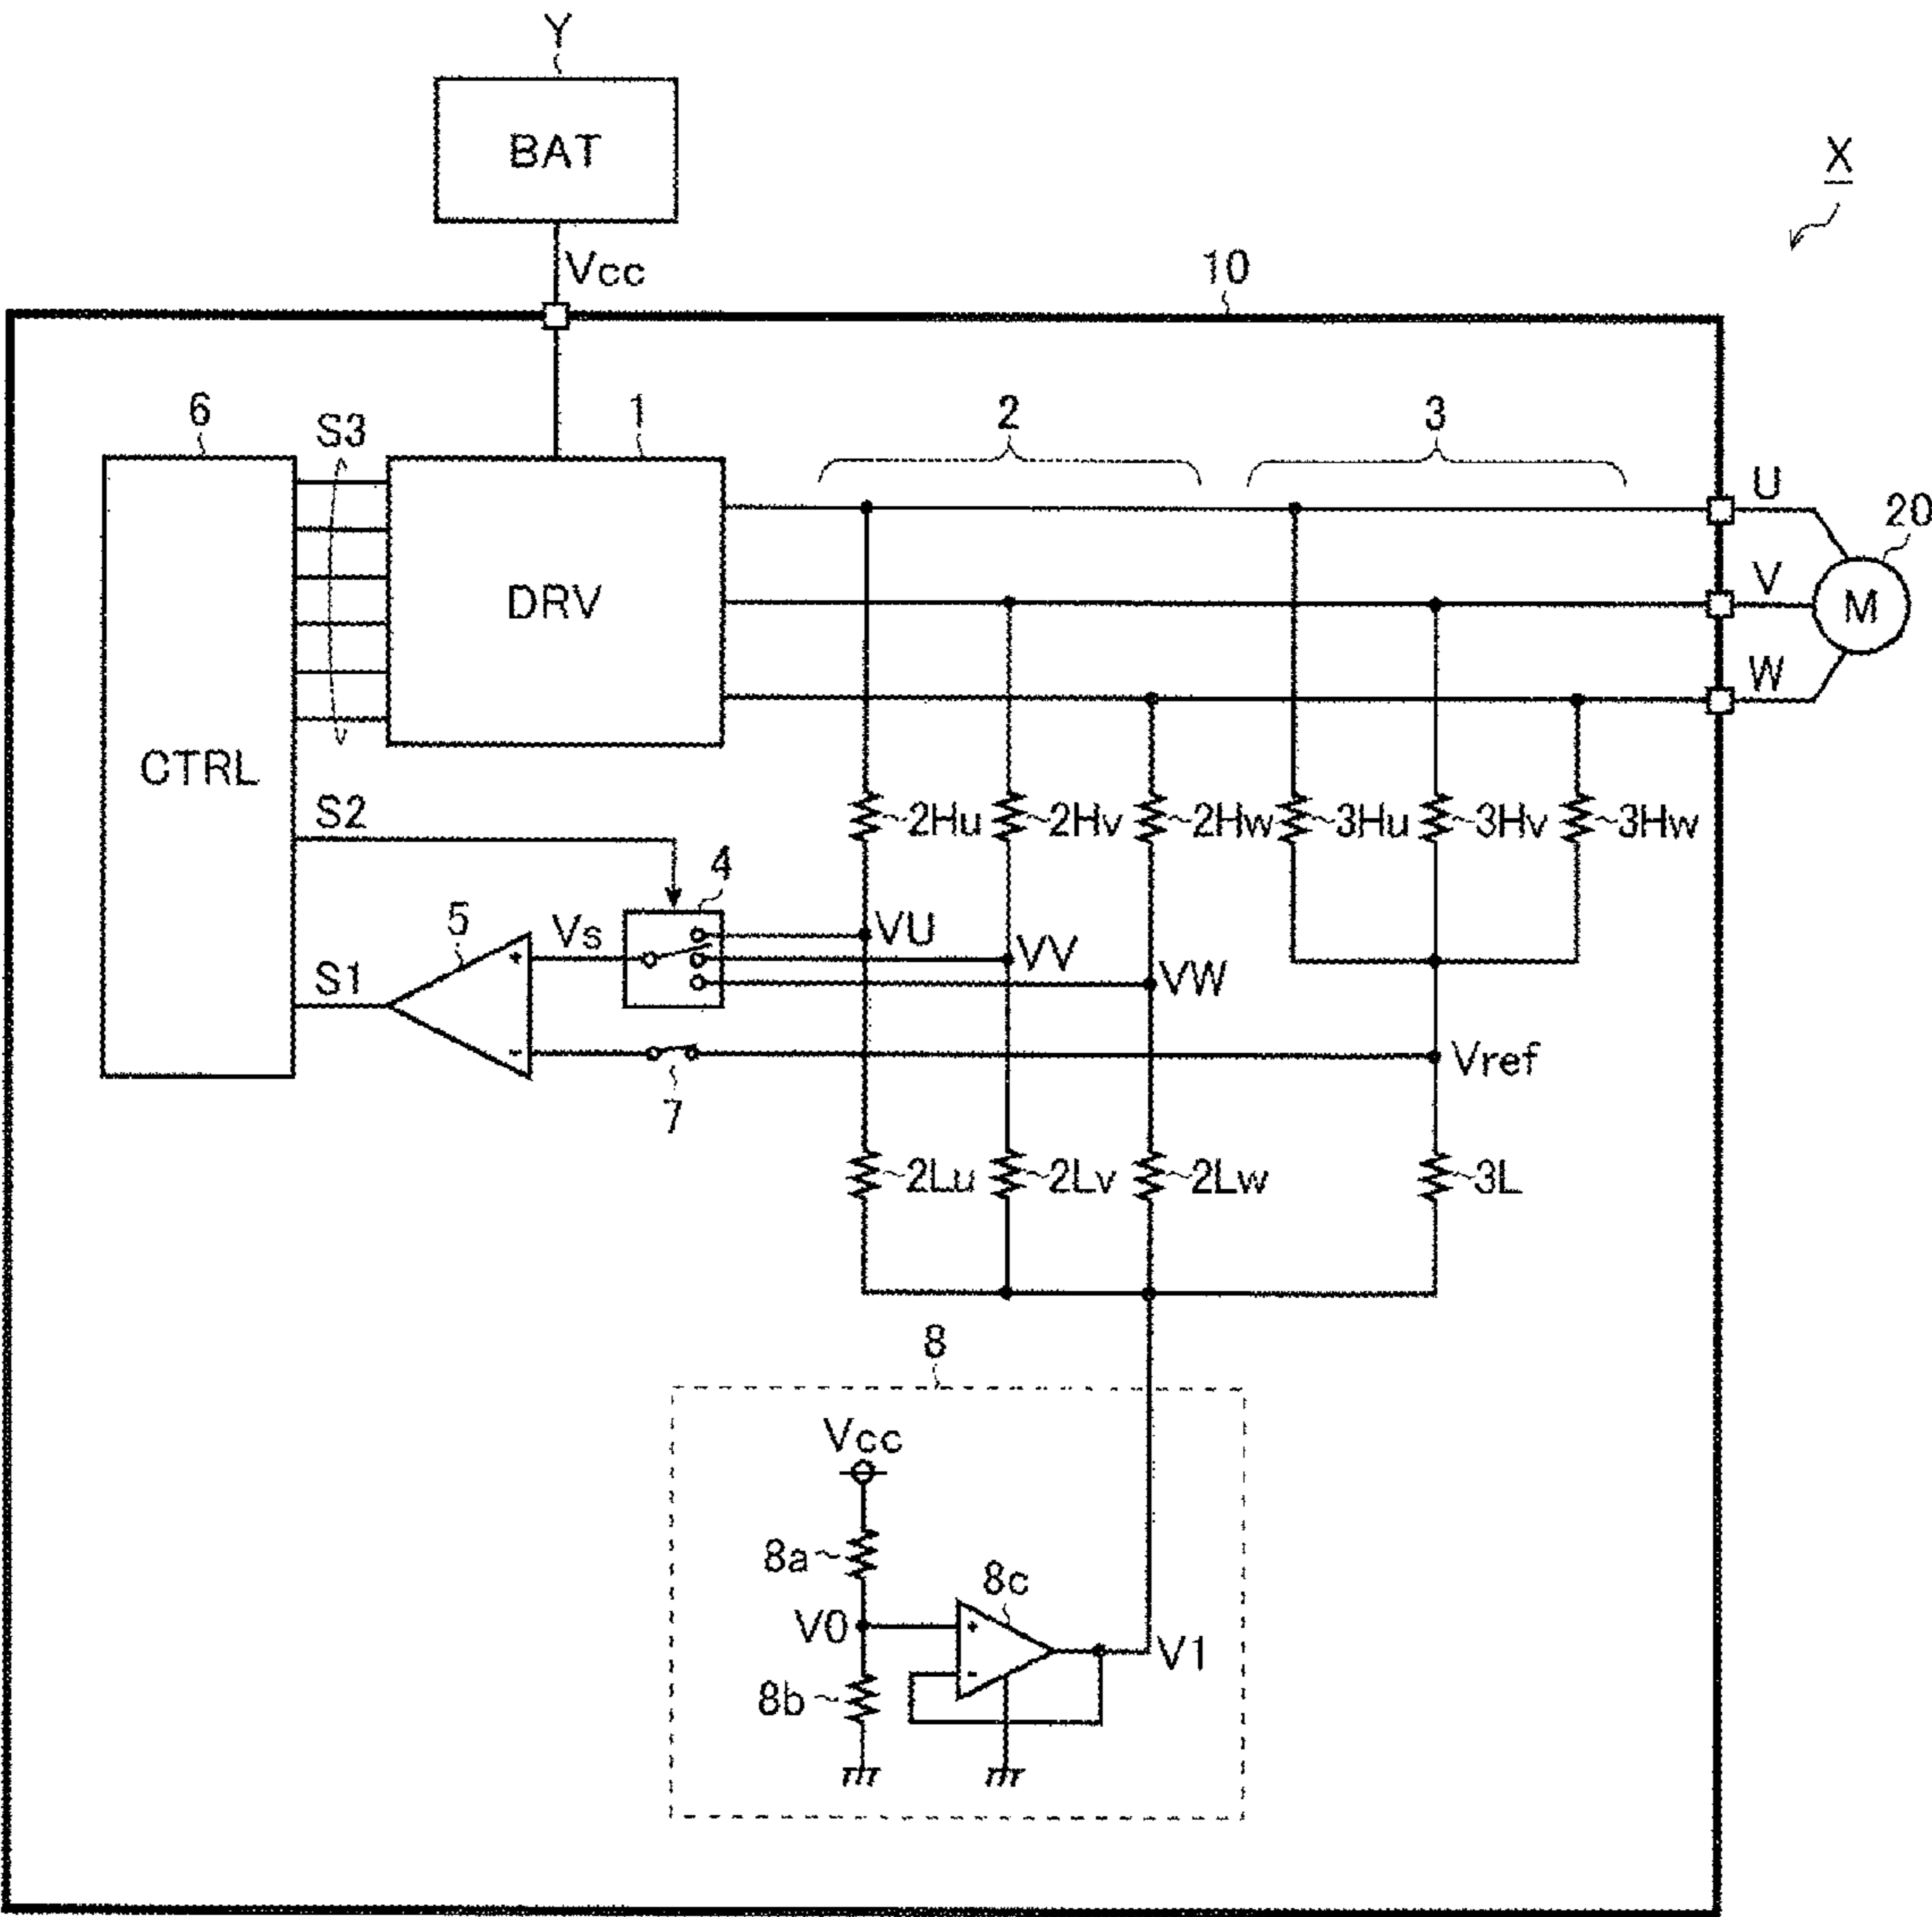 Y
BAT
X
Vcc
10
6
S3
1
2
3
U
20
DRV
V
M
W
CTRL
S2
2Hu
2Hv
2Hw
3Hu
3Hv
3Hw
4
5
Vs
VU
VV
VW
+
S1
-
Vref
7
2Lu
2Lv
2Lw
3L
8
Vcc
8a
8c
V0
+
V1
-
8b